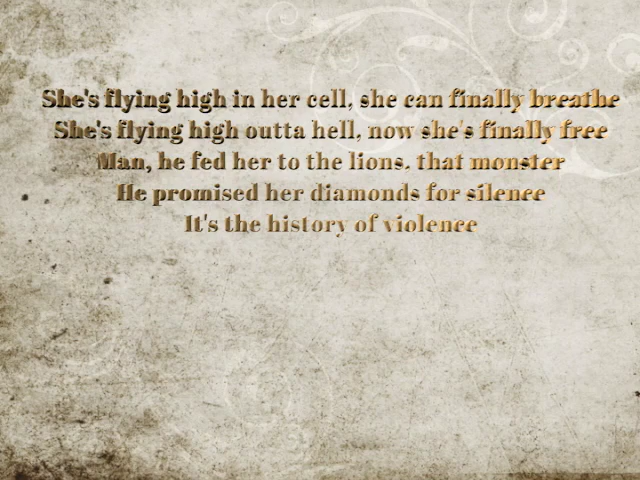 She's flying high in her cell, she can finally breathe
She's flying high outta hell, now she's finally free
Man, he fed her to the lions, that monster
He promised her diamonds for silence
It's the history of violence